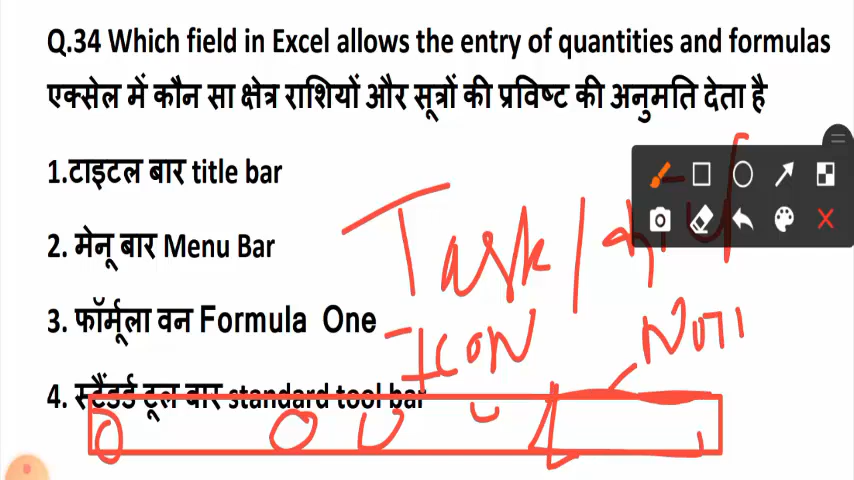 Q.34 Which field in Excel allows the entry of quantities and formulas
एक्सेल में कौन सा क्षेत्र राशियों और सूत्रों की प्रविष्ट की अनुमति देता है
1.टाइटल बार title bar
2. मेनू बार Menu Bar
Task /
3. फॉर्मूला वन Formula One
ICON
NOTI
4. स्टैंडर्ड टूल बार standard tool bar